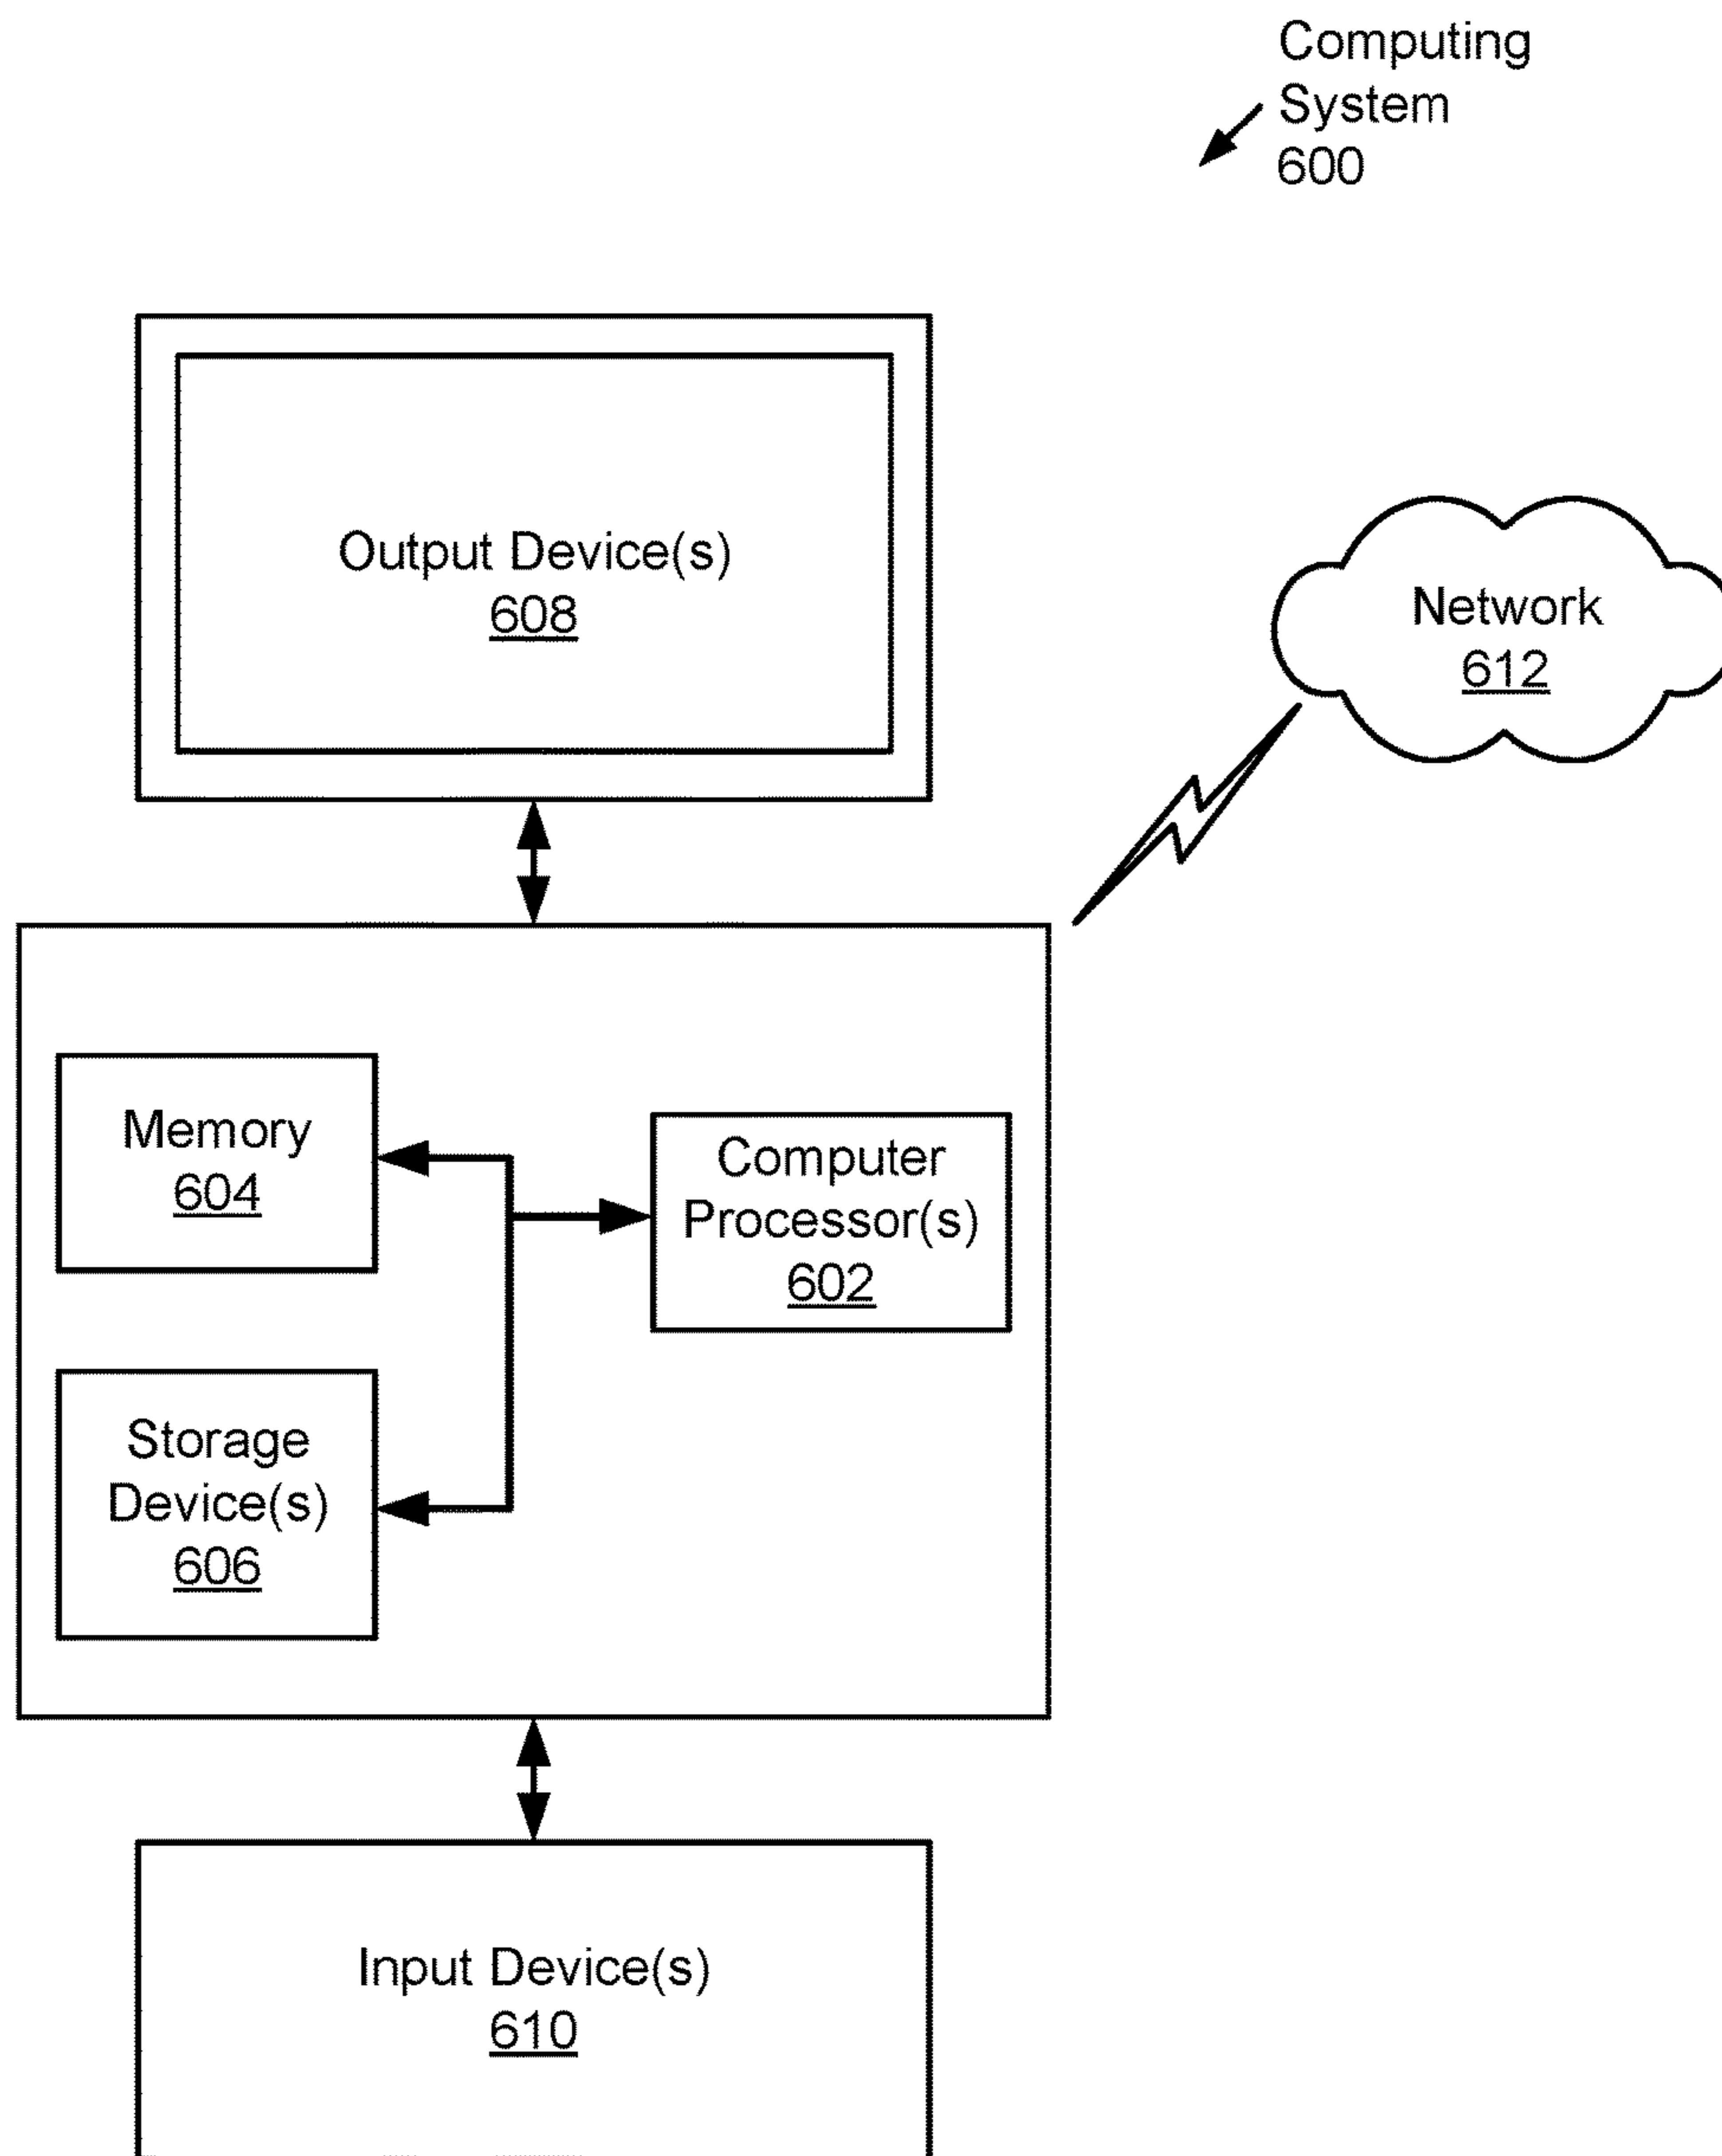 Computing
System
600
Output Device(s)
608
Network
612
Memory
604
Computer
Processor(s)
602
Storage
Device(s)
606
Input Device(s)
610